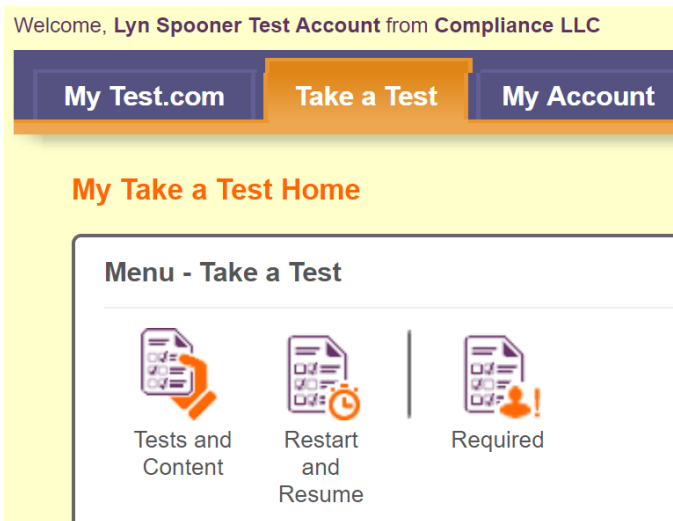 Welcome, Lyn Spooner Test Account from Compliance LLC
My Test.com Take a Test My Account
My Take a Test Home
Menu - Take a Test
Tests and
Content
Restart
and
Resume
Required